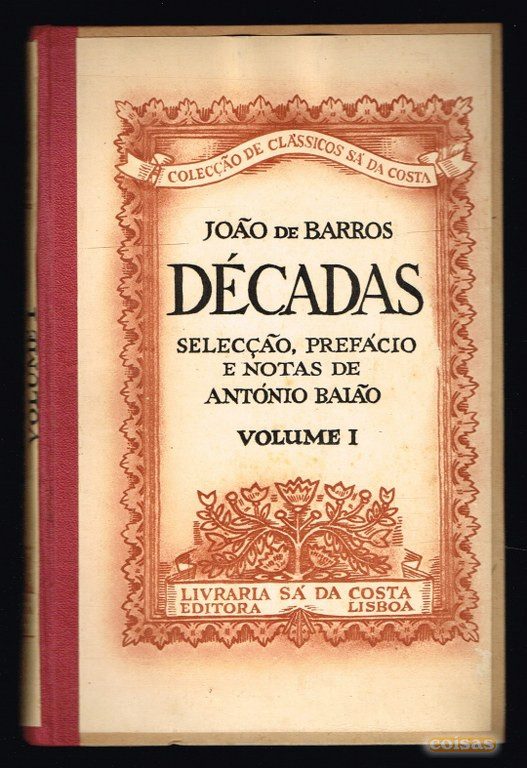 COLECÇÃO DE CLÁSSICOS SÁ DA COSTA
JOÃO DE BARROS
DÉCADAS
SELECÇÃO, PREFÁCIO
E NOTAS DE
ANTÓNIO BAIÃO
VOLUME I
LIVRARIA SÁ DA COSTA
EDITORA LISBOA
VOLUME I
coisas